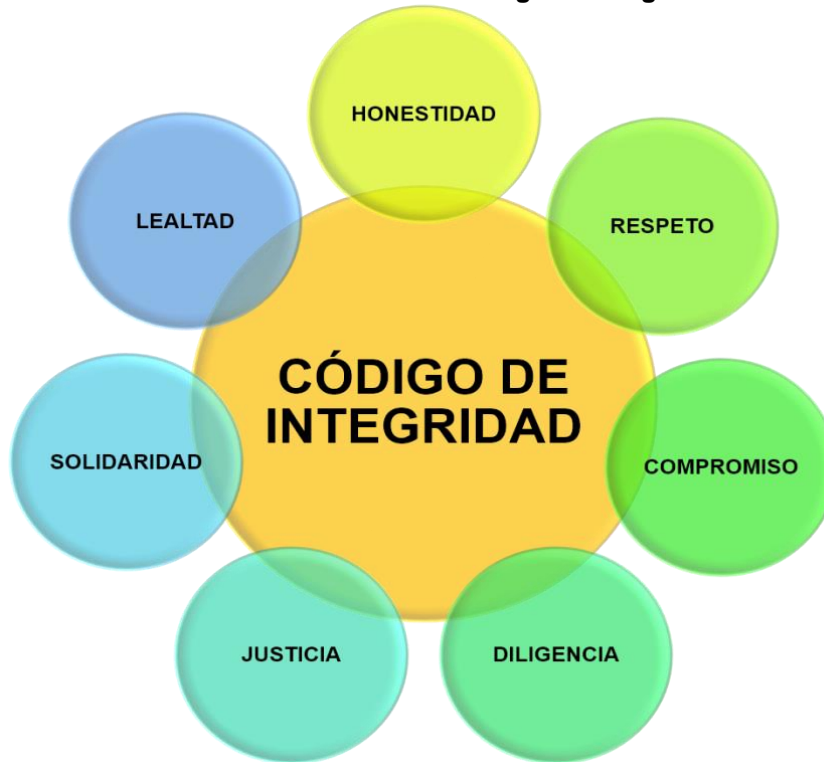 HONESTIDAD
RESPETO
COMPROMISO
DILIGENCIA
JUSTICIA
SOLIDARIDAD
LEALTAD
CÓDIGO DE
INTEGRIDAD